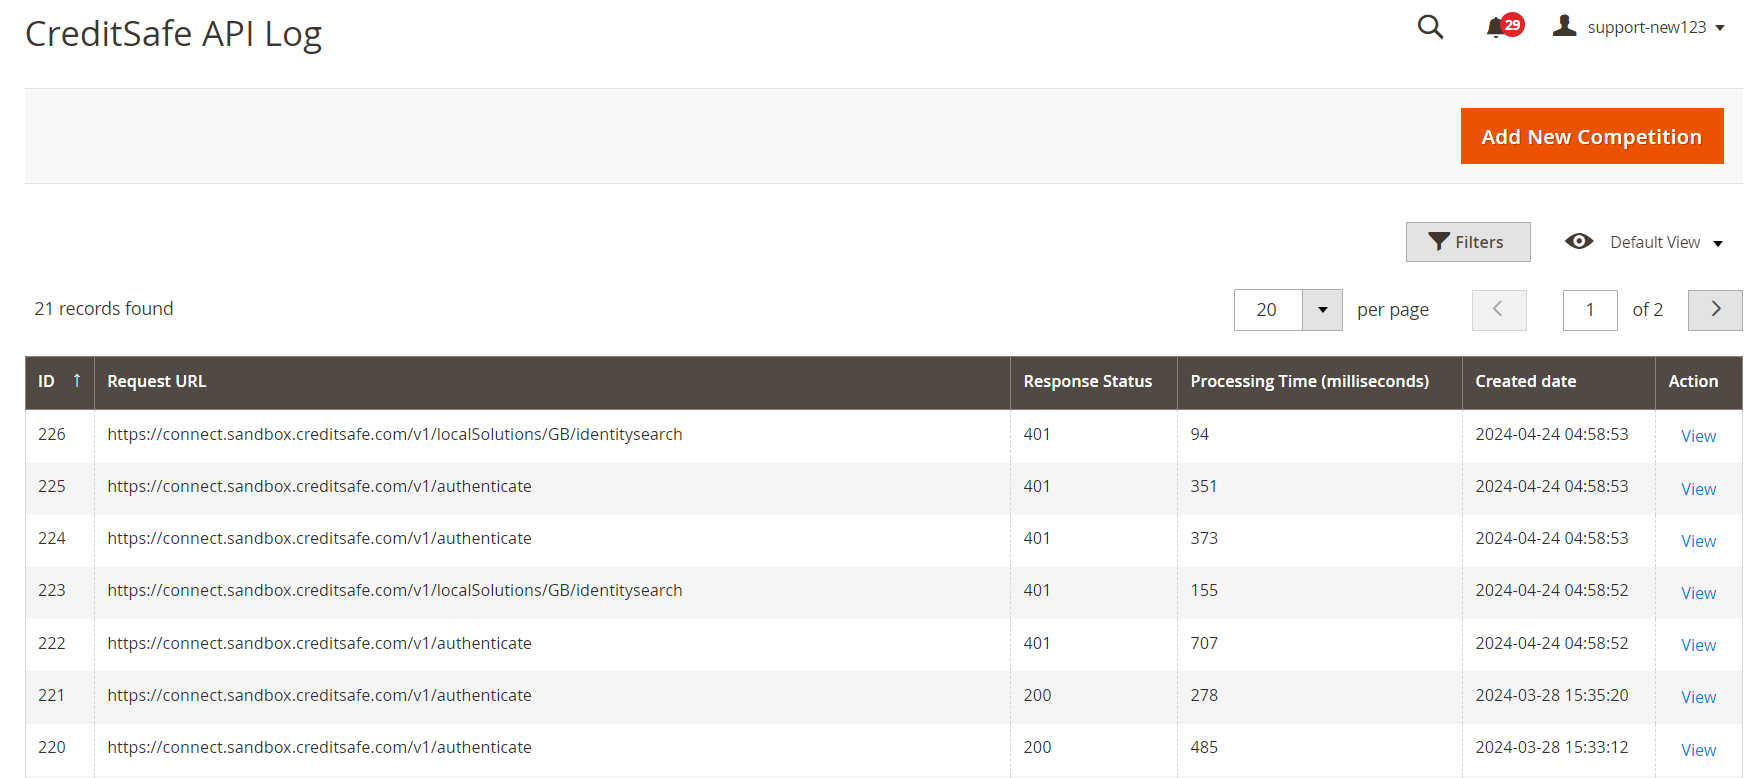 CreditSafe API Log
29
support-new123
Add New Competition
Filters
Default View
21 records found
20 per page
1 of 2
ID ↑ Request URL Response Status Processing Time (milliseconds) Created date Action
226 https://connect.sandbox.creditsafe.com/v1/localSolutions/GB/identitysearch 401 94 2024-04-24 04:58:53 View
225 https://connect.sandbox.creditsafe.com/v1/authenticate 401 351 2024-04-24 04:58:53 View
224 https://connect.sandbox.creditsafe.com/v1/authenticate 401 373 2024-04-24 04:58:53 View
223 https://connect.sandbox.creditsafe.com/v1/localSolutions/GB/identitysearch 401 155 2024-04-24 04:58:52 View
222 https://connect.sandbox.creditsafe.com/v1/authenticate 401 707 2024-04-24 04:58:52 View
221 https://connect.sandbox.creditsafe.com/v1/authenticate 200 278 2024-03-28 15:35:20 View
220 https://connect.sandbox.creditsafe.com/v1/authenticate 200 485 2024-03-28 15:33:12 View